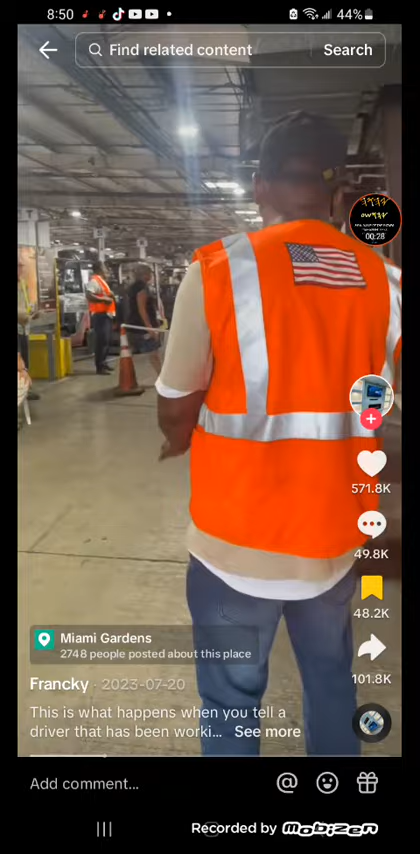 8:50
44%
Find related content
Search
00:28
571.8K
49.8K
48.2K
101.8K
Miami Gardens
2748 people posted about this place
Francky · 2023-07-20
This is what happens when you tell a
driver that has been worki... See more
Add comment...
Recorded by Mobizen